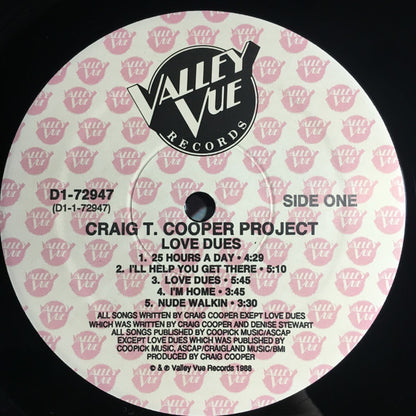 VALLEY
VUE
RECORDS
D1-72947
(D1-1-72947)
SIDE ONE
CRAIG T. COOPER PROJECT
LOVE DUES
1. 25 HOURS A DAY • 4:29
2. I'LL HELP YOU GET THERE • 5:10
3. LOVE DUES • 5:45
4. I'M HOME • 3:45
5. NUDE WALKIN • 3:30
ALL SONGS WRITTEN BY CRAIG COOPER EXEPT LOVE DUES
WHICH WAS WRITTEN BY CRAIG COOPER AND DENISE STEWART
ALL SONGS PUBLISHED BY COOPICK MUSIC/ASCAP
EXCEPT LOVE DUES WHICH WAS PUBLISHED BY
COOPICK MUSIC, ASCAP/CRAIGLAND MUSIC/BMI
PRODUCED BY CRAIG COOPER
© & ℗ Valley Vue Records 1988